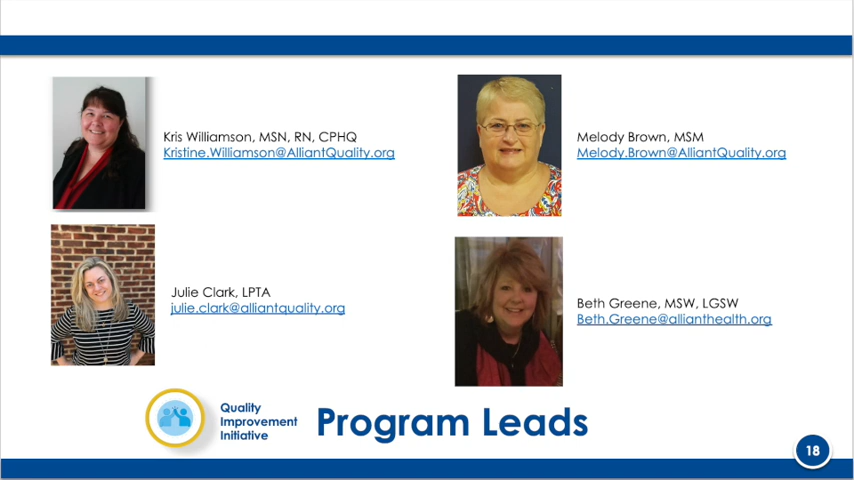 Kris Williamson, MSN, RN, CPHQ
Kristine.Williamson@AlliantQuality.org
Melody Brown, MSM
Melody.Brown@AlliantQuality.org
Julie Clark, LPTA
julie.clark@alliantquality.org
Beth Greene, MSW, LGSW
Beth.Greene@allianthealth.org
Quality
Improvement
Initiative
Program Leads
18